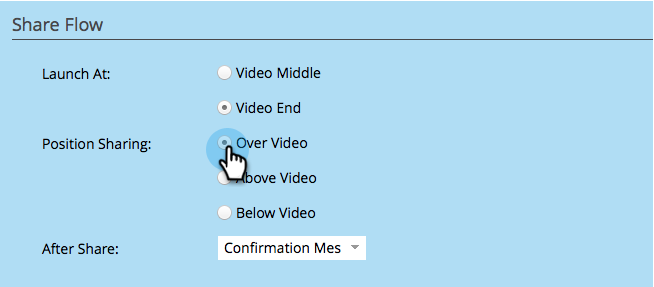 Share Flow
Launch At:
Video Middle
Video End
Position Sharing:
Over Video
Above Video
Below Video
After Share:
Confirmation Mes